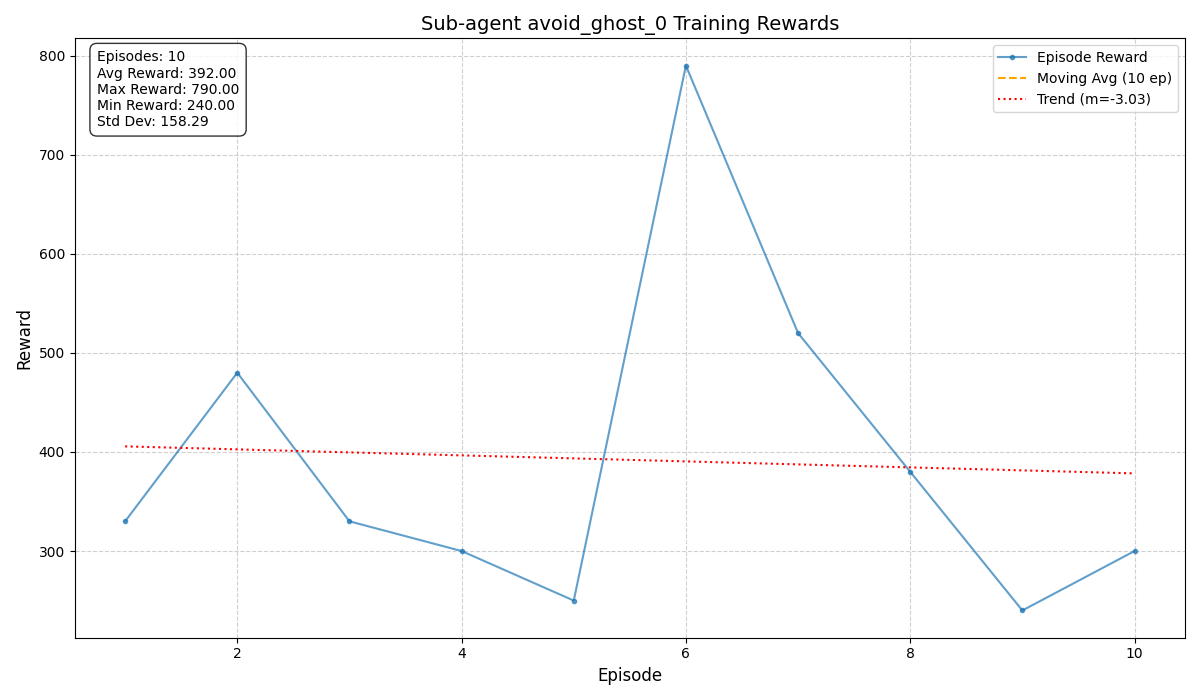 Sub-agent avoid_ghost_0 Training Rewards
Episodes: 10
Avg Reward: 392.00
Max Reward: 790.00
Min Reward: 240.00
Std Dev: 158.29
Episode Reward
Moving Avg (10 ep)
Trend (m=-3.03)
Reward
800
700
600
500
400
300
2
4
6
8
10
Episode